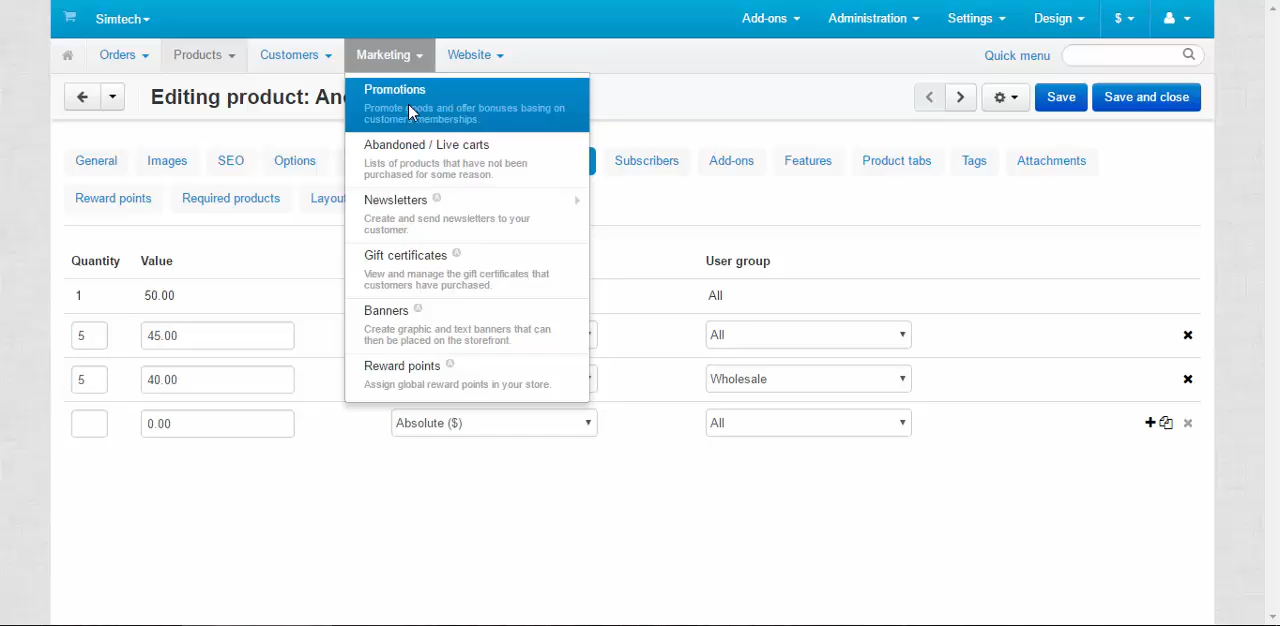 Simtech
Add-ons
Administration
Settings
Design
$
Orders
Products
Customers
Marketing
Website
Quick menu
Editing product: An
Save
Save and close
Promotions
Promote goods and offer bonuses basing on
customers memberships.
Abandoned / Live carts
Lists of products that have not been
purchased for some reason.
Newsletters
Create and send newsletters to your
customer.
Gift certificates
View and manage the gift certificates that
customers have purchased.
Banners
Create graphic and text banners that can
then be placed on the storefront.
Reward points
Assign global reward points in your store.
General
Images
SEO
Options
Subscribers
Add-ons
Features
Product tabs
Tags
Attachments
Reward points
Required products
Layou
Quantity
Value
User group
1
50.00
All
5
45.00
All
5
40.00
Wholesale
0.00
Absolute ($)
All